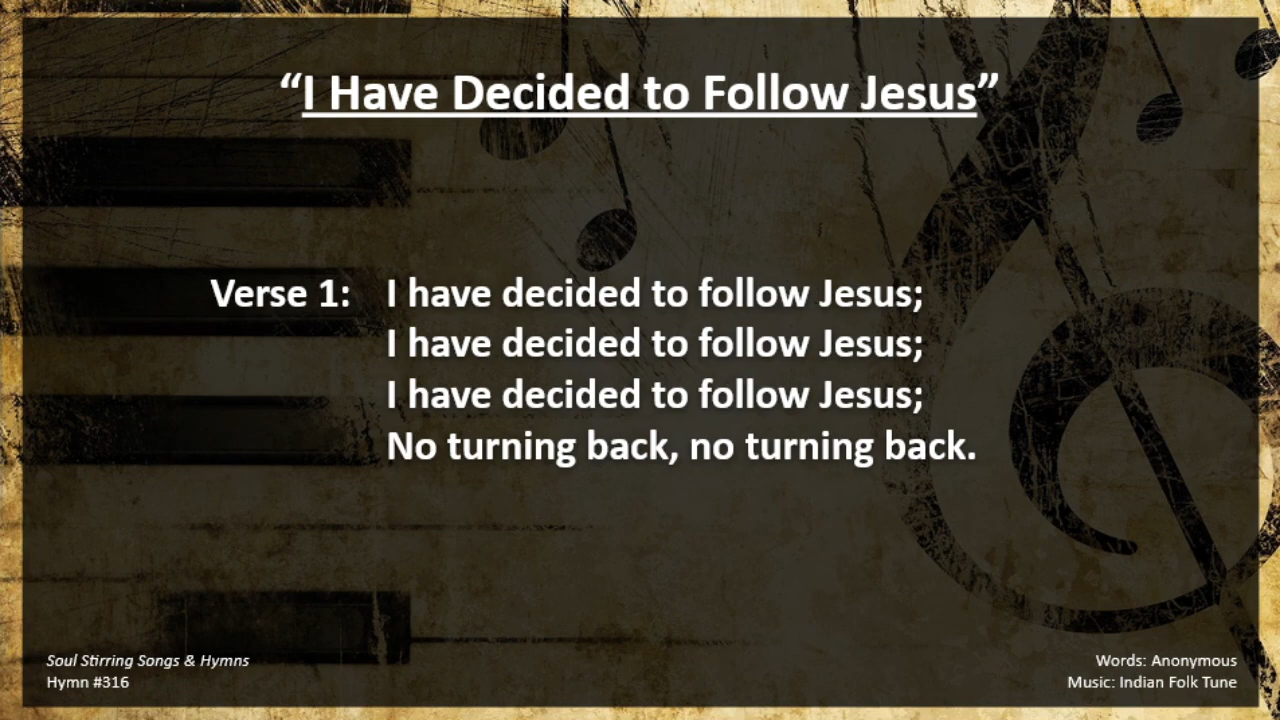 “I Have Decided to Follow Jesus”
Verse 1: I have decided to follow Jesus;
I have decided to follow Jesus;
I have decided to follow Jesus;
No turning back, no turning back.
Soul Stirring Songs & Hymns
Hymn #316
Words: Anonymous
Music: Indian Folk Tune